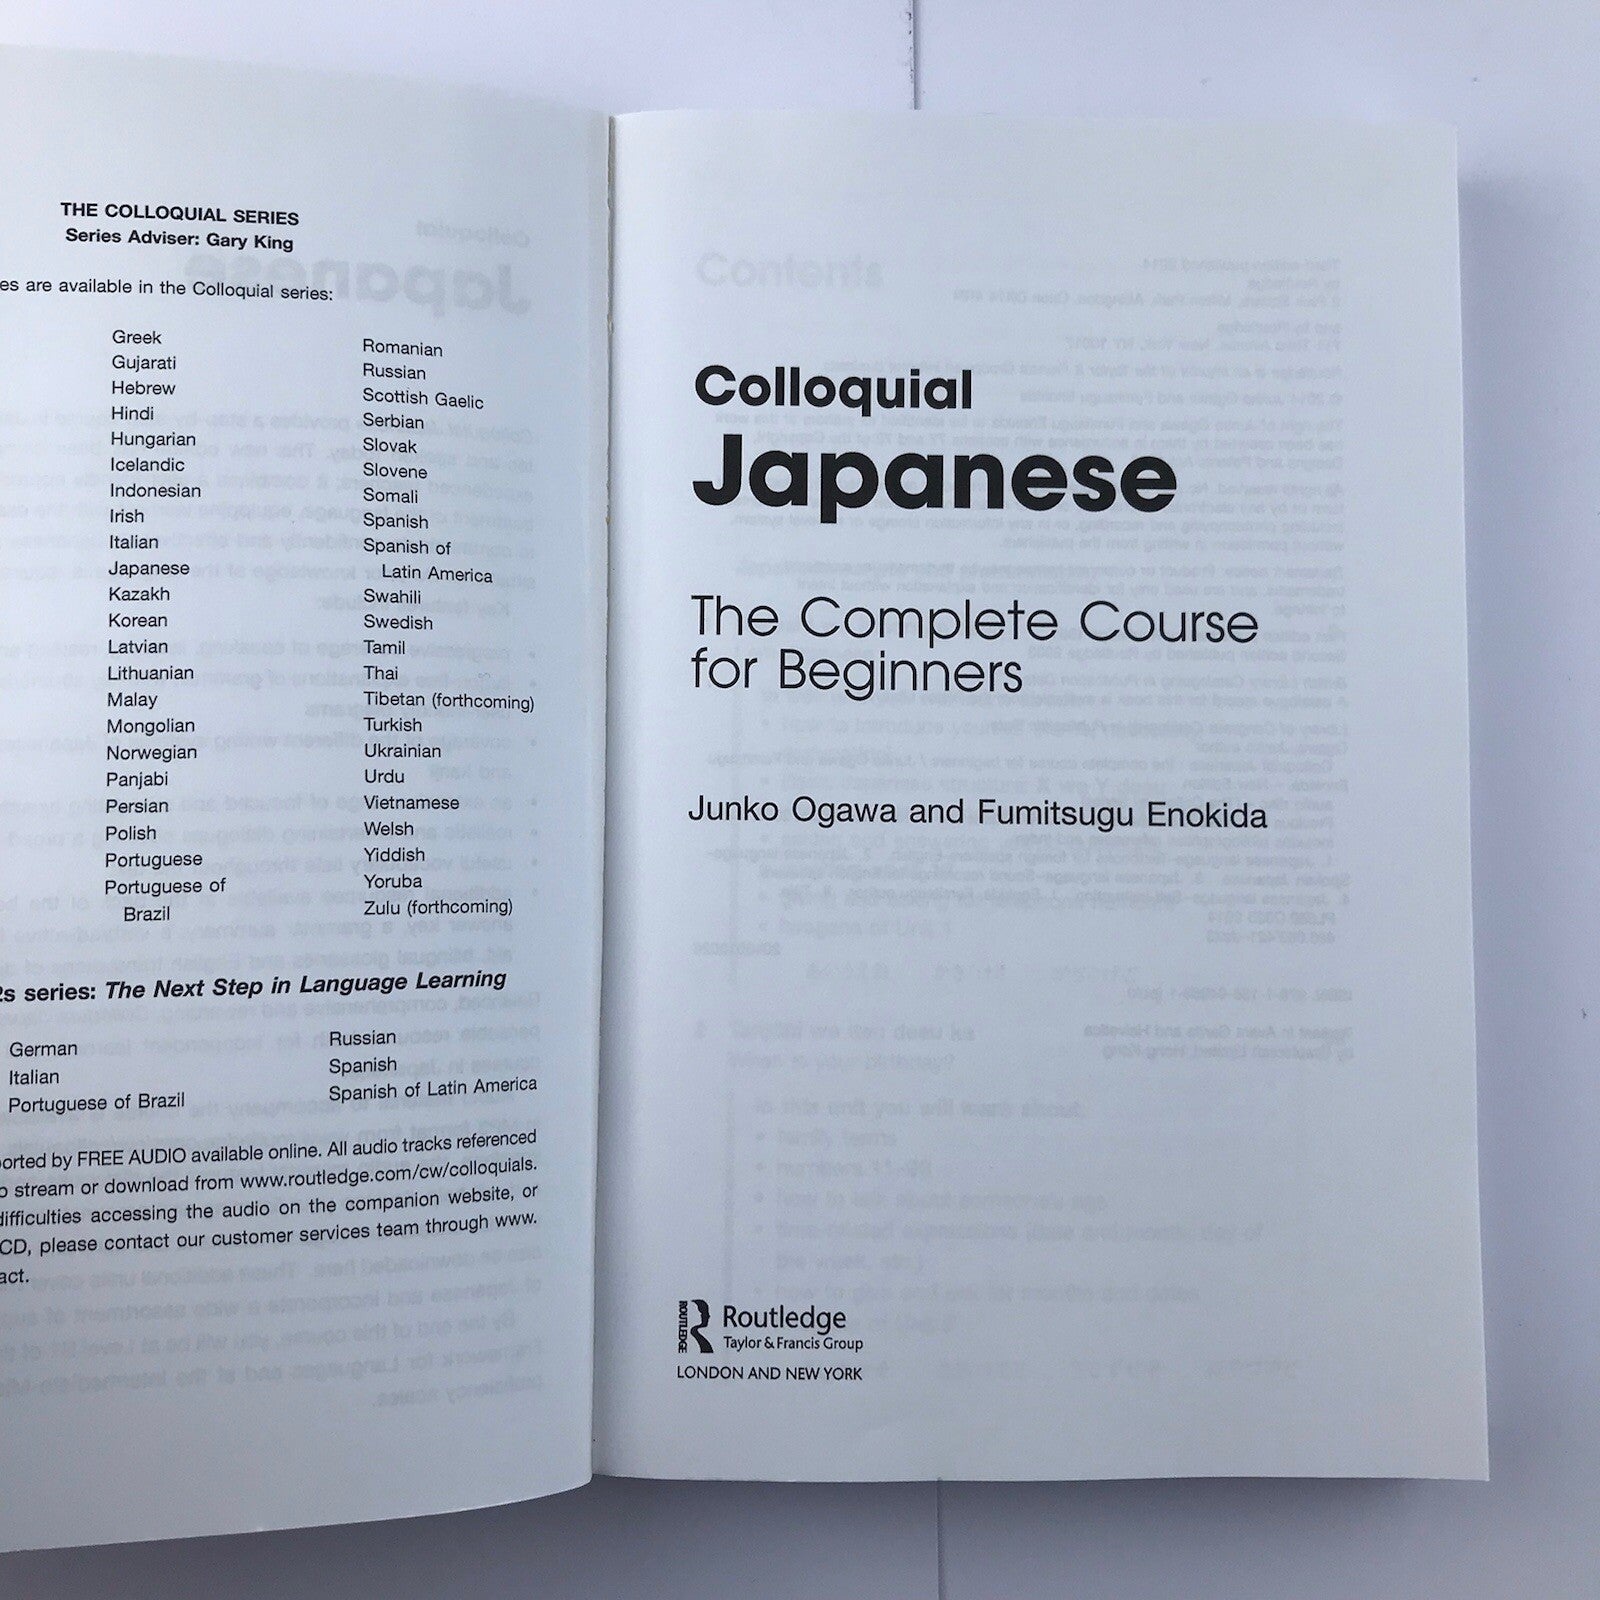 THE COLLOQUIAL SERIES
Series Adviser: Gary King
es are available in the Colloquial series:
Greek
Gujarati
Hebrew
Hindi
Hungarian
Icelandic
Indonesian
Irish
Italian
Japanese
Kazakh
Korean
Latvian
Lithuanian
Malay
Mongolian
Norwegian
Panjabi
Persian
Polish
Portuguese
Portuguese of
Brazil
Romanian
Russian
Scottish Gaelic
Serbian
Slovak
Slovene
Somali
Spanish
Spanish of
Latin America
Swahili
Swedish
Tamil
Thai
Tibetan (forthcoming)
Turkish
Ukrainian
Urdu
Vietnamese
Welsh
Yiddish
Yoruba
Zulu (forthcoming)
2s series: The Next Step in Language Learning
German
Italian
Portuguese of Brazil
Russian
Spanish
Spanish of Latin America
orted by FREE AUDIO available online. All audio tracks referenced
o stream or download from www.routledge.com/cw/colloquials.
difficulties accessing the audio on the companion website, or
CD, please contact our customer services team through www.
act.
Colloquial
Japanese
The Complete Course
for Beginners
Junko Ogawa and Fumitsugu Enokida
ROUTLEDGE
Routledge
Taylor & Francis Group
LONDON AND NEW YORK